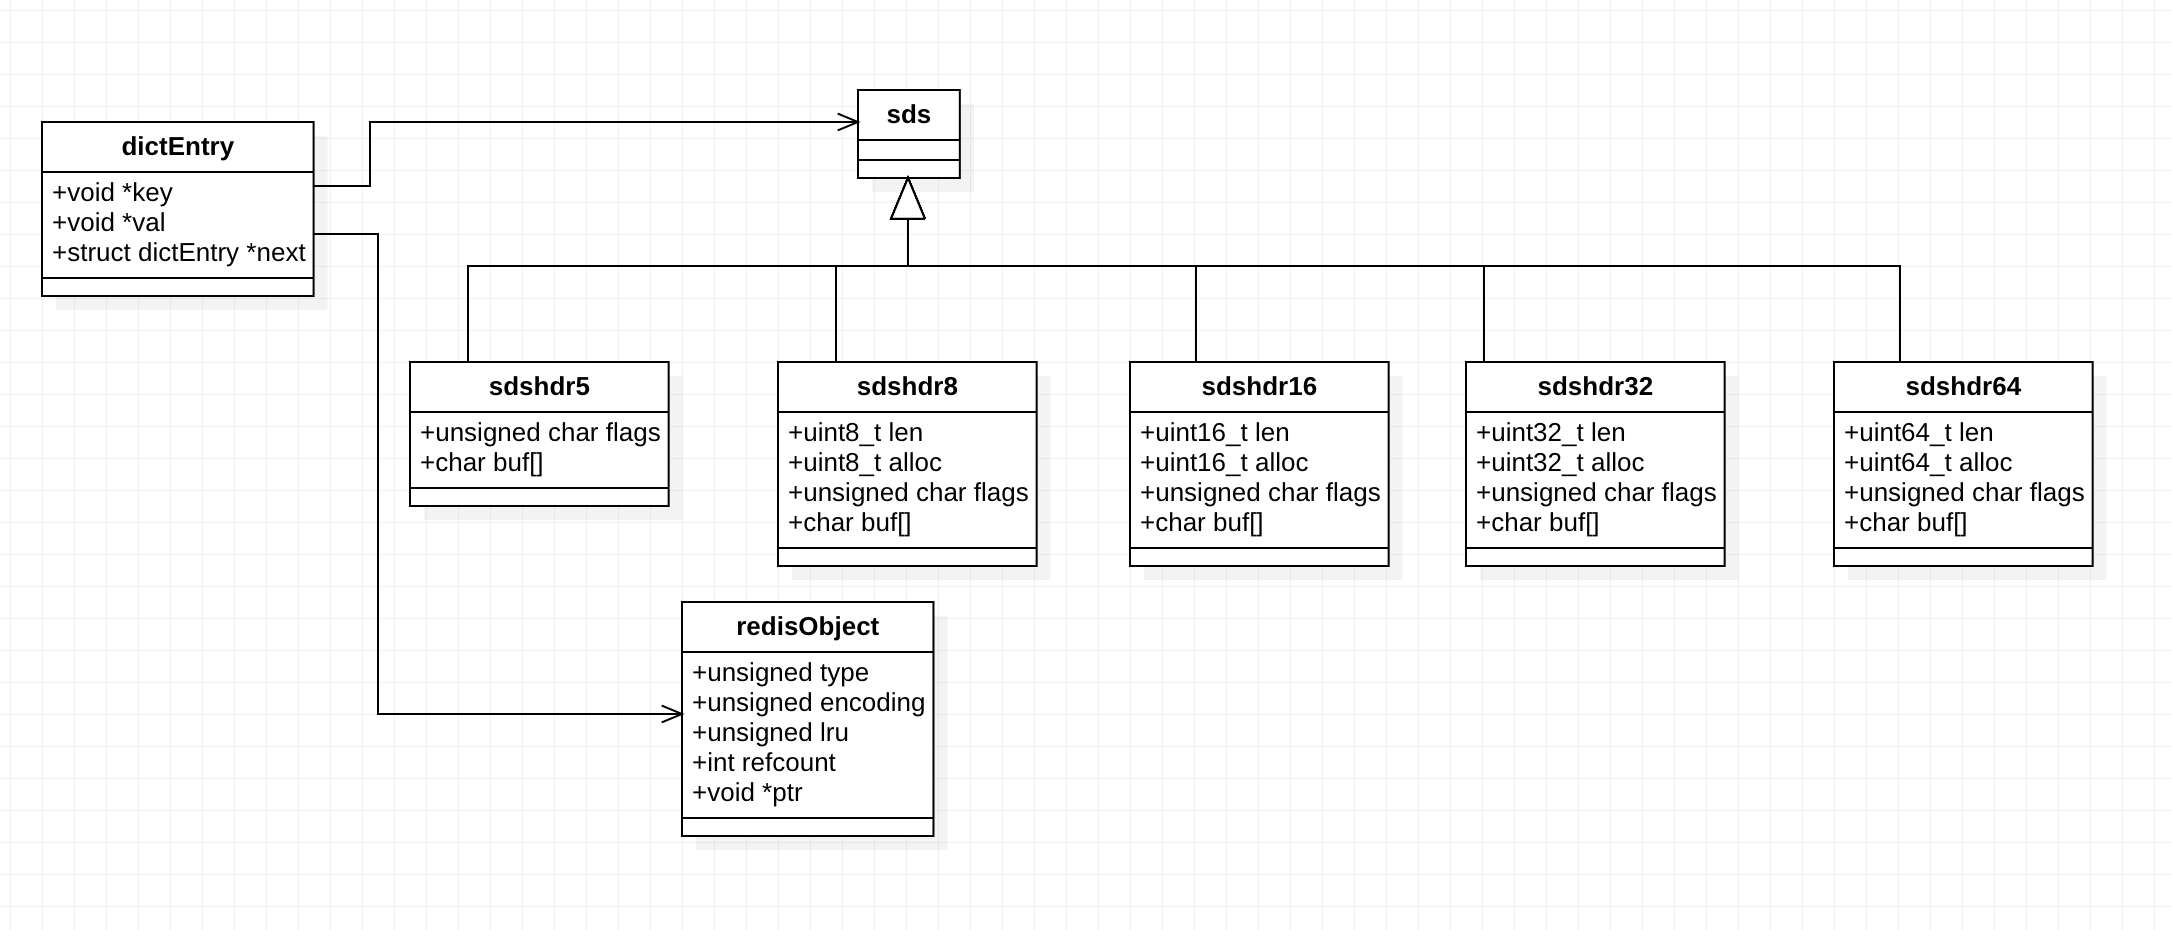 sds
dictEntry
+void *key
+void *val
+struct dictEntry *next
sdshdr5
+unsigned char flags
+char buf[]
sdshdr8
+uint8_t len
+uint8_t alloc
+unsigned char flags
+char buf[]
sdshdr16
+uint16_t len
+uint16_t alloc
+unsigned char flags
+char buf[]
sdshdr32
+uint32_t len
+uint32_t alloc
+unsigned char flags
+char buf[]
sdshdr64
+uint64_t len
+uint64_t alloc
+unsigned char flags
+char buf[]
redisObject
+unsigned type
+unsigned encoding
+unsigned lru
+int refcount
+void *ptr